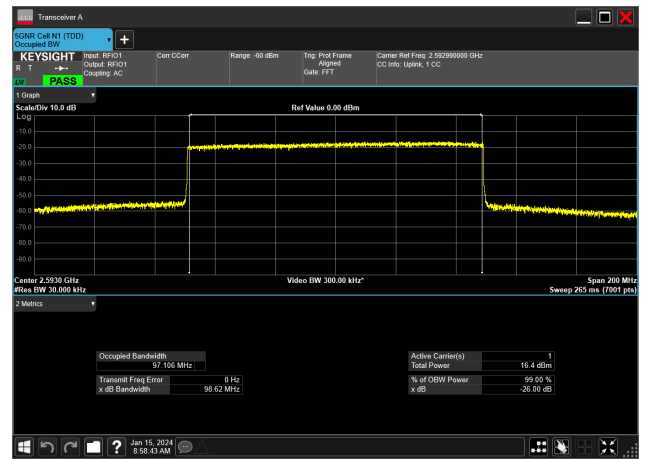 Transceiver A
5GNR Cell N1 (TDD)
Occupied BW
KEYSIGHT
R T
LW
PASS
Input: RFIO1
Output: RFIO1
Coupling: AC
Corr CCorr
Range: -60 dBm
Trig: Prot Frame
Aligned
Gate: FFT
Carrier Ref Freq: 2.592990000 GHz
CC Info: Uplink, 1 CC
1 Graph
Scale/Div 10.0 dB
Ref Value 0.00 dBm
Log
-10.0
-20.0
-30.0
-40.0
-50.0
-60.0
-70.0
-80.0
-90.0
Center 2.5930 GHz
Video BW 300.00 kHz*
Span 200 MHz
#Res BW 30.000 kHz
Sweep 265 ms (7001 pts)
2 Metrics
Occupied Bandwidth
97.106 MHz
Transmit Freq Error 0 Hz
x dB Bandwidth 98.62 MHz
Active Carrier(s) 1
Total Power 16.4 dBm
% of OBW Power 99.00 %
x dB -26.00 dB
Jan 15, 2024
8:58:43 AM